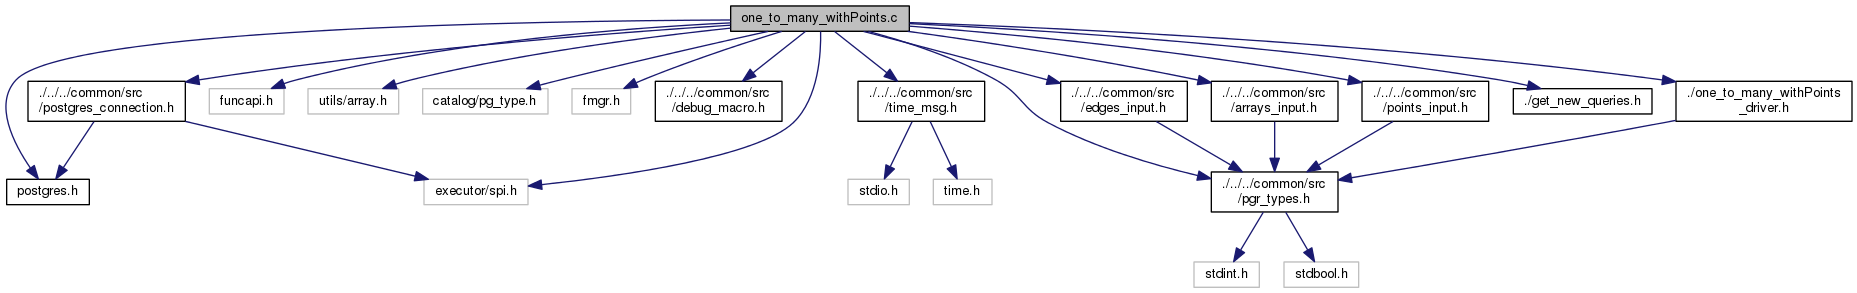 one_to_many_withPoints.c
./../../common/src
/postgres_connection.h
funcapi.h
utils/array.h
catalog/pg_type.h
fmgr.h
./../../common/src
/debug_macro.h
./../../common/src
/time_msg.h
./../../common/src
/edges_input.h
./../../common/src
/arrays_input.h
./../../common/src
/points_input.h
./get_new_queries.h
./one_to_many_withPoints
_driver.h
postgres.h
executor/spi.h
stdio.h
time.h
./../../common/src
/pgr_types.h
stdint.h
stdbool.h